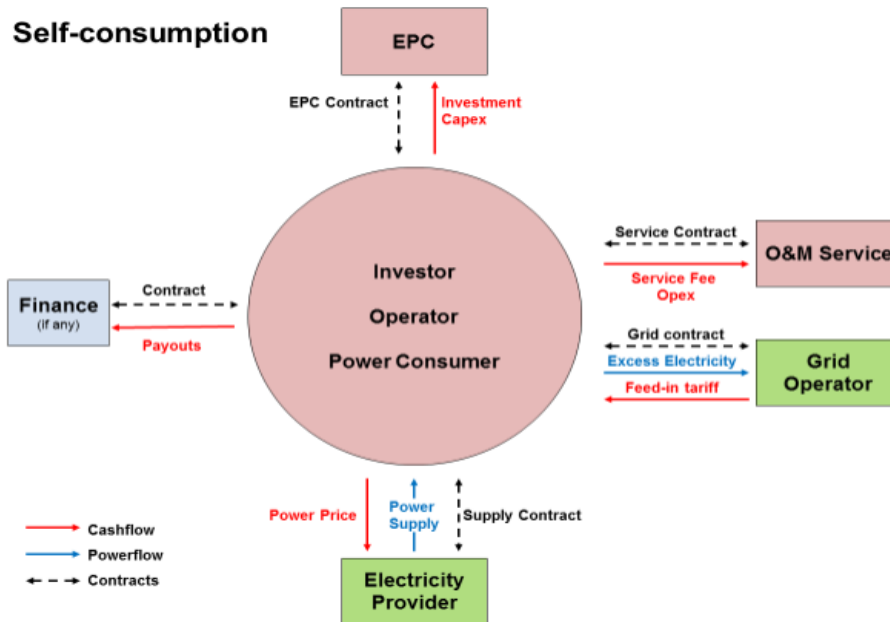 Self-consumption
EPC
EPC Contract
Investment
Capex
Investor
Operator
Power Consumer
Finance
(if any)
Contract
Payouts
Service Contract
Service Fee
Opex
O&M Service
Grid contract
Excess Electricity
Feed-in tariff
Grid
Operator
Power Price
Power
Supply
Supply Contract
Electricity
Provider
Cashflow
Powerflow
Contracts